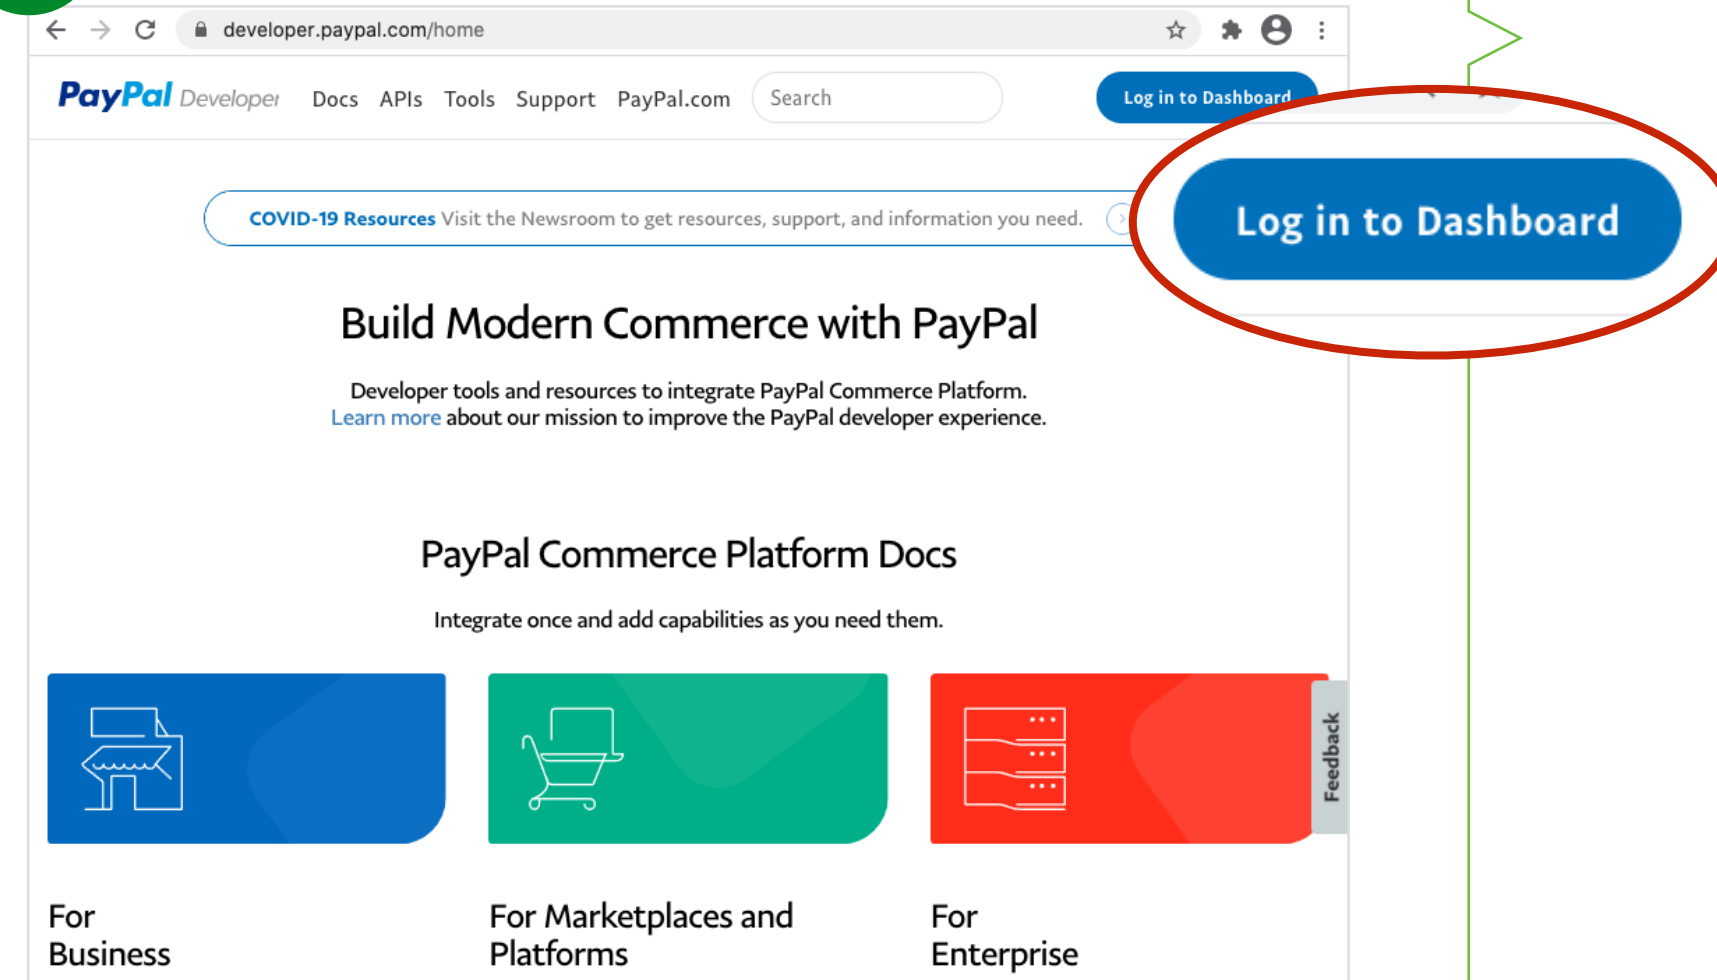 developer.paypal.com/home
PayPal Developer Docs APIs Tools Support PayPal.com Search Log in to Dashboard
Log in to Dashboard
COVID-19 Resources Visit the Newsroom to get resources, support, and information you need.
Build Modern Commerce with PayPal
Developer tools and resources to integrate PayPal Commerce Platform.
Learn more about our mission to improve the PayPal developer experience.
PayPal Commerce Platform Docs
Integrate once and add capabilities as you need them.
Feedback
For
Business
For Marketplaces and
Platforms
For
Enterprise